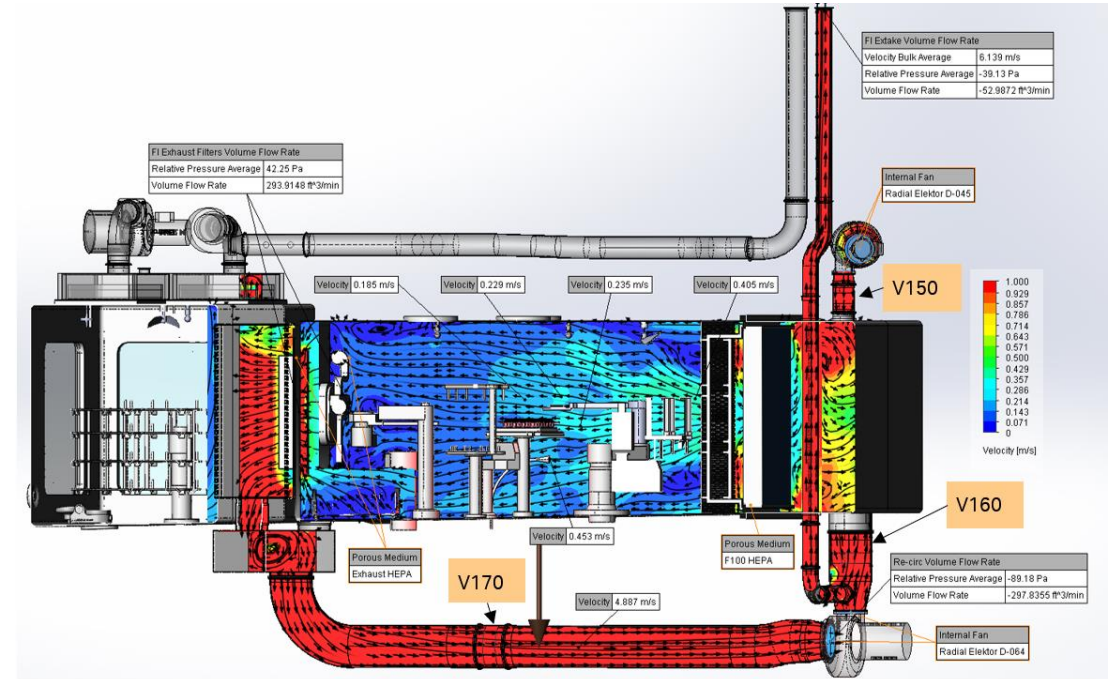 FI Extake Volume Flow Rate
Velocity Bulk Average 6.139 m/s
Relative Pressure Average -39.13 Pa
Volume Flow Rate -52.9872 ft^3/min
FI Exhaust Filters Volume Flow Rate
Relative Pressure Average 42.25 Pa
Volume Flow Rate 293.9148 ft^3/min
Internal Fan
Radial Elektor D-045
Velocity 0.185 m/s
Velocity 0.229 m/s
Velocity 0.235 m/s
Velocity 0.405 m/s
V150
1.000
0.929
0.857
0.786
0.714
0.643
0.571
0.500
0.429
0.357
0.286
0.214
0.143
0.071
0
Velocity [m/s]
V160
Velocity 0.453 m/s
Porous Medium
Exhaust HEPA
Porous Medium
F100 HEPA
V170
Velocity 4.887 m/s
Re-circ Volume Flow Rate
Relative Pressure Average -89.18 Pa
Volume Flow Rate -297.8355 ft^3/min
Internal Fan
Radial Elektor D-064